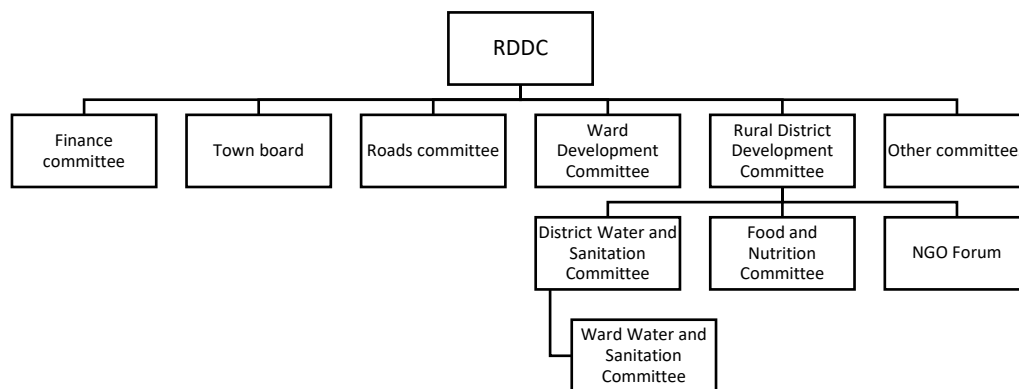 RDDC
Finance
committee
Town board
Roads committee
Ward
Development
Committee
Rural District
Development
Committee
Other committee
District Water and
Sanitation
Committee
Food and
Nutrition
Committee
NGO Forum
Ward Water and
Sanitation
Committee